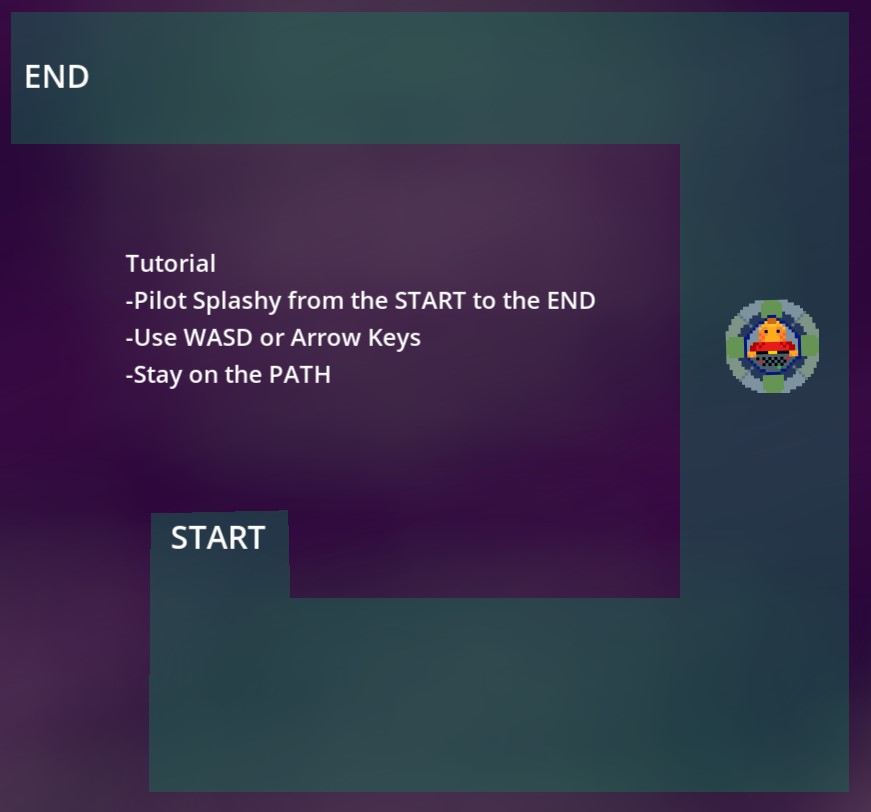 END
Tutorial
-Pilot Splashy from the START to the END
-Use WASD or Arrow Keys
-Stay on the PATH
START